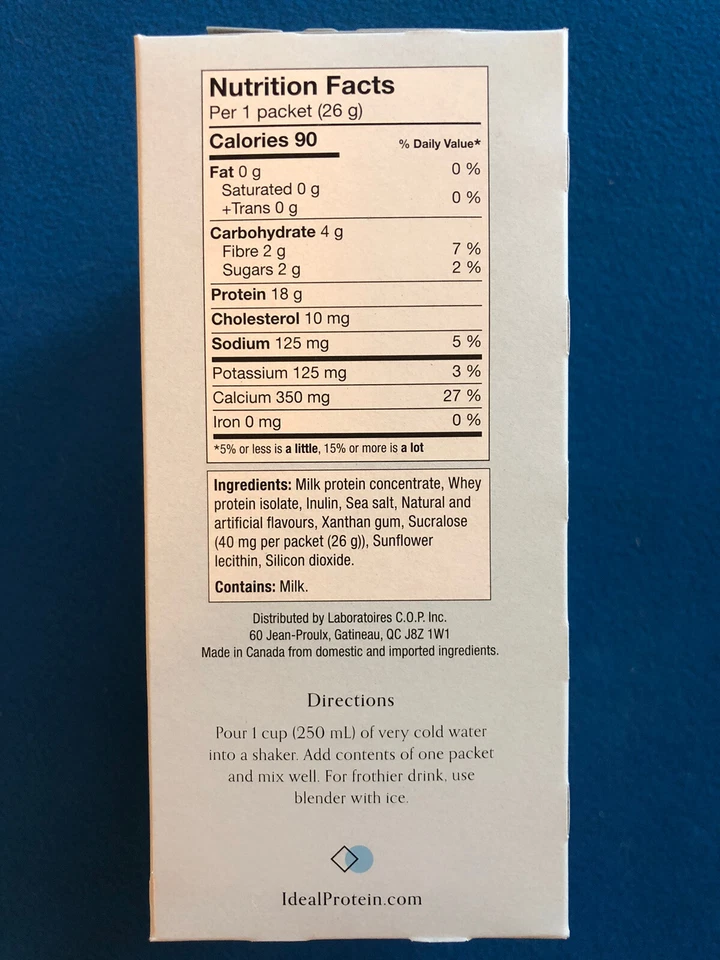 Nutrition Facts
Per 1 packet (26 g)
Calories 90
% Daily Value*
Fat 0 g 0 %
Saturated 0 g
+Trans 0 g 0 %
Carbohydrate 4 g
Fibre 2 g 7 %
Sugars 2 g 2 %
Protein 18 g
Cholesterol 10 mg
Sodium 125 mg 5 %
Potassium 125 mg 3 %
Calcium 350 mg 27 %
Iron 0 mg 0 %
*5% or less is a little, 15% or more is a lot
Ingredients: Milk protein concentrate, Whey
protein isolate, Inulin, Sea salt, Natural and
artificial flavours, Xanthan gum, Sucralose
(40 mg per packet (26 g)), Sunflower
lecithin, Silicon dioxide.
Contains: Milk.
Distributed by Laboratoires C.O.P. Inc.
60 Jean-Proulx, Gatineau, QC J8Z 1W1
Made in Canada from domestic and imported ingredients.
Directions
Pour 1 cup (250 mL) of very cold water
into a shaker. Add contents of one packet
and mix well. For frothier drink, use
blender with ice.
IdealProtein.com